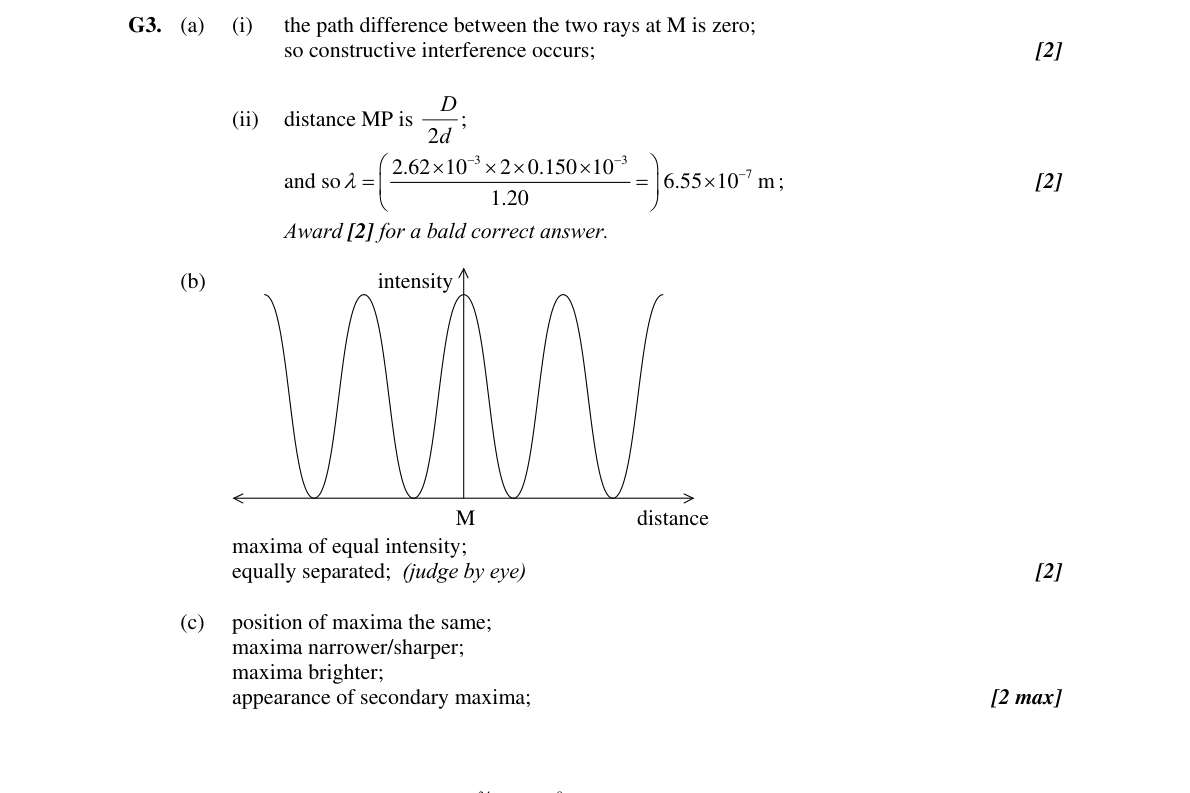 G3. (a) (i) the path difference between the two rays at M is zero;
so constructive interference occurs; [2]
(ii) distance MP is D/2d;
and so λ = (2.62×10⁻³ × 2 × 0.150×10⁻³ / 1.20 =) 6.55×10⁻⁷ m; [2]
Award [2] for a bald correct answer.
(b) intensity
M distance
maxima of equal intensity;
equally separated; (judge by eye) [2]
(c) position of maxima the same;
maxima narrower/sharper;
maxima brighter;
appearance of secondary maxima; [2 max]